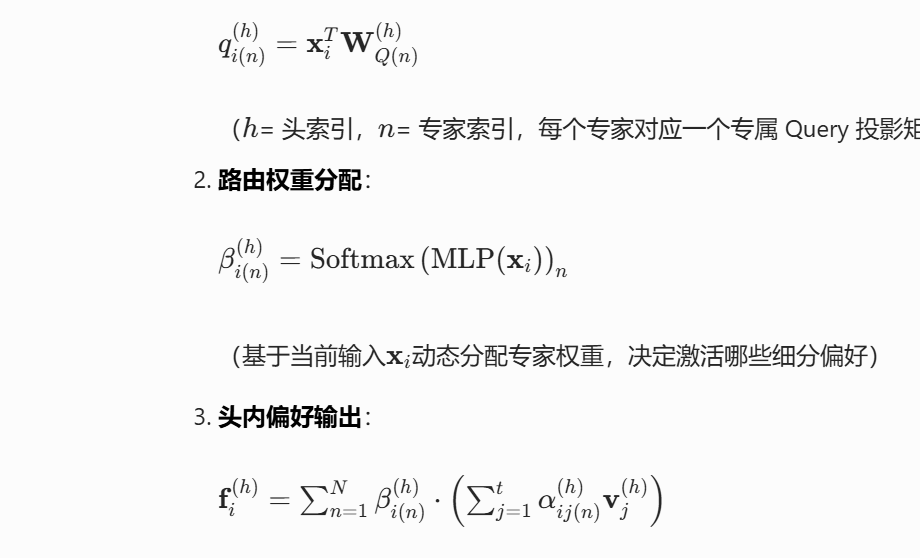 $q_{i(n)}^{(h)} = \mathbf{x}_i^T \mathbf{W}_{Q(n)}^{(h)}$
（$h$= 头索引，$n$= 专家索引，每个专家对应一个专属 Query 投影
2. 路由权重分配：
$\beta_{i(n)}^{(h)} = \text{Softmax}\left(\text{MLP}(\mathbf{x}_i)\right)_n$
（基于当前输入$\mathbf{x}_i$动态分配专家权重，决定激活哪些细分偏好）
3. 头内偏好输出：
$\mathbf{f}_i^{(h)} = \sum_{n=1}^{N} \beta_{i(n)}^{(h)} \cdot \left(\sum_{j=1}^{t} \alpha_{ij(n)}^{(h)} \mathbf{v}_j^{(h)}\right)$